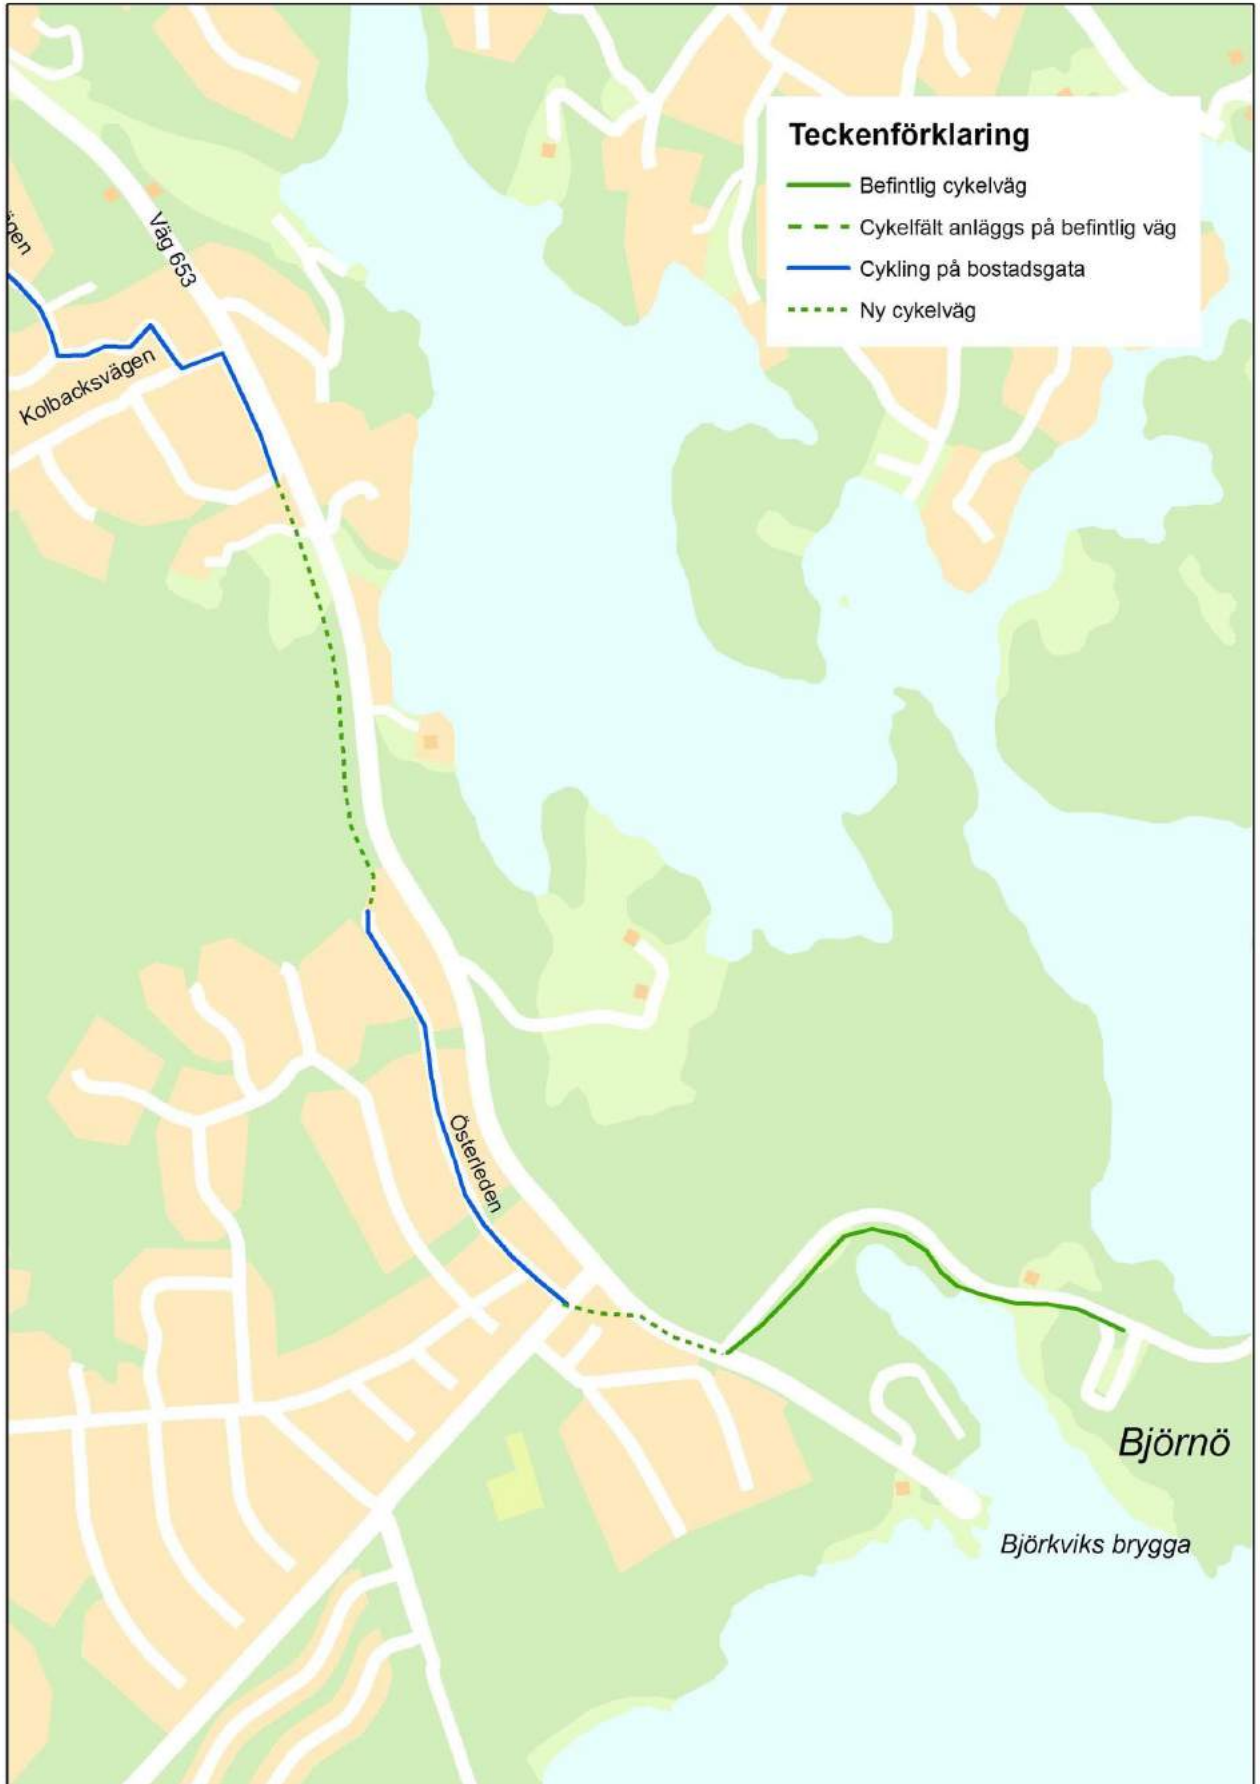 Teckenförklaring
Befintlig cykelväg
Cykelfält anläggs på befintlig väg
Cykling på bostadsgata
Ny cykelväg
Väg 653
Kolbacksvägen
Österleden
Björnö
Björkviks brygga